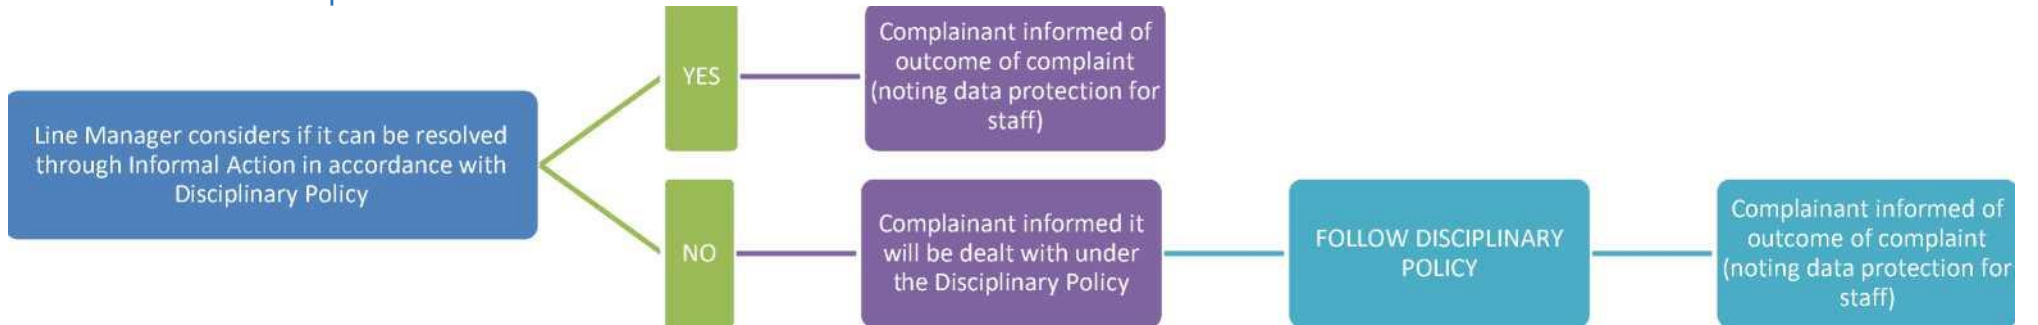 Line Manager considers if it can be resolved
through Informal Action in accordance with
Disciplinary Policy
YES
Complainant informed of
outcome of complaint
(noting data protection for
staff)
NO
Complainant informed it
will be dealt with under
the Disciplinary Policy
FOLLOW DISCIPLINARY
POLICY
Complainant informed of
outcome of complaint
(noting data protection for
staff)